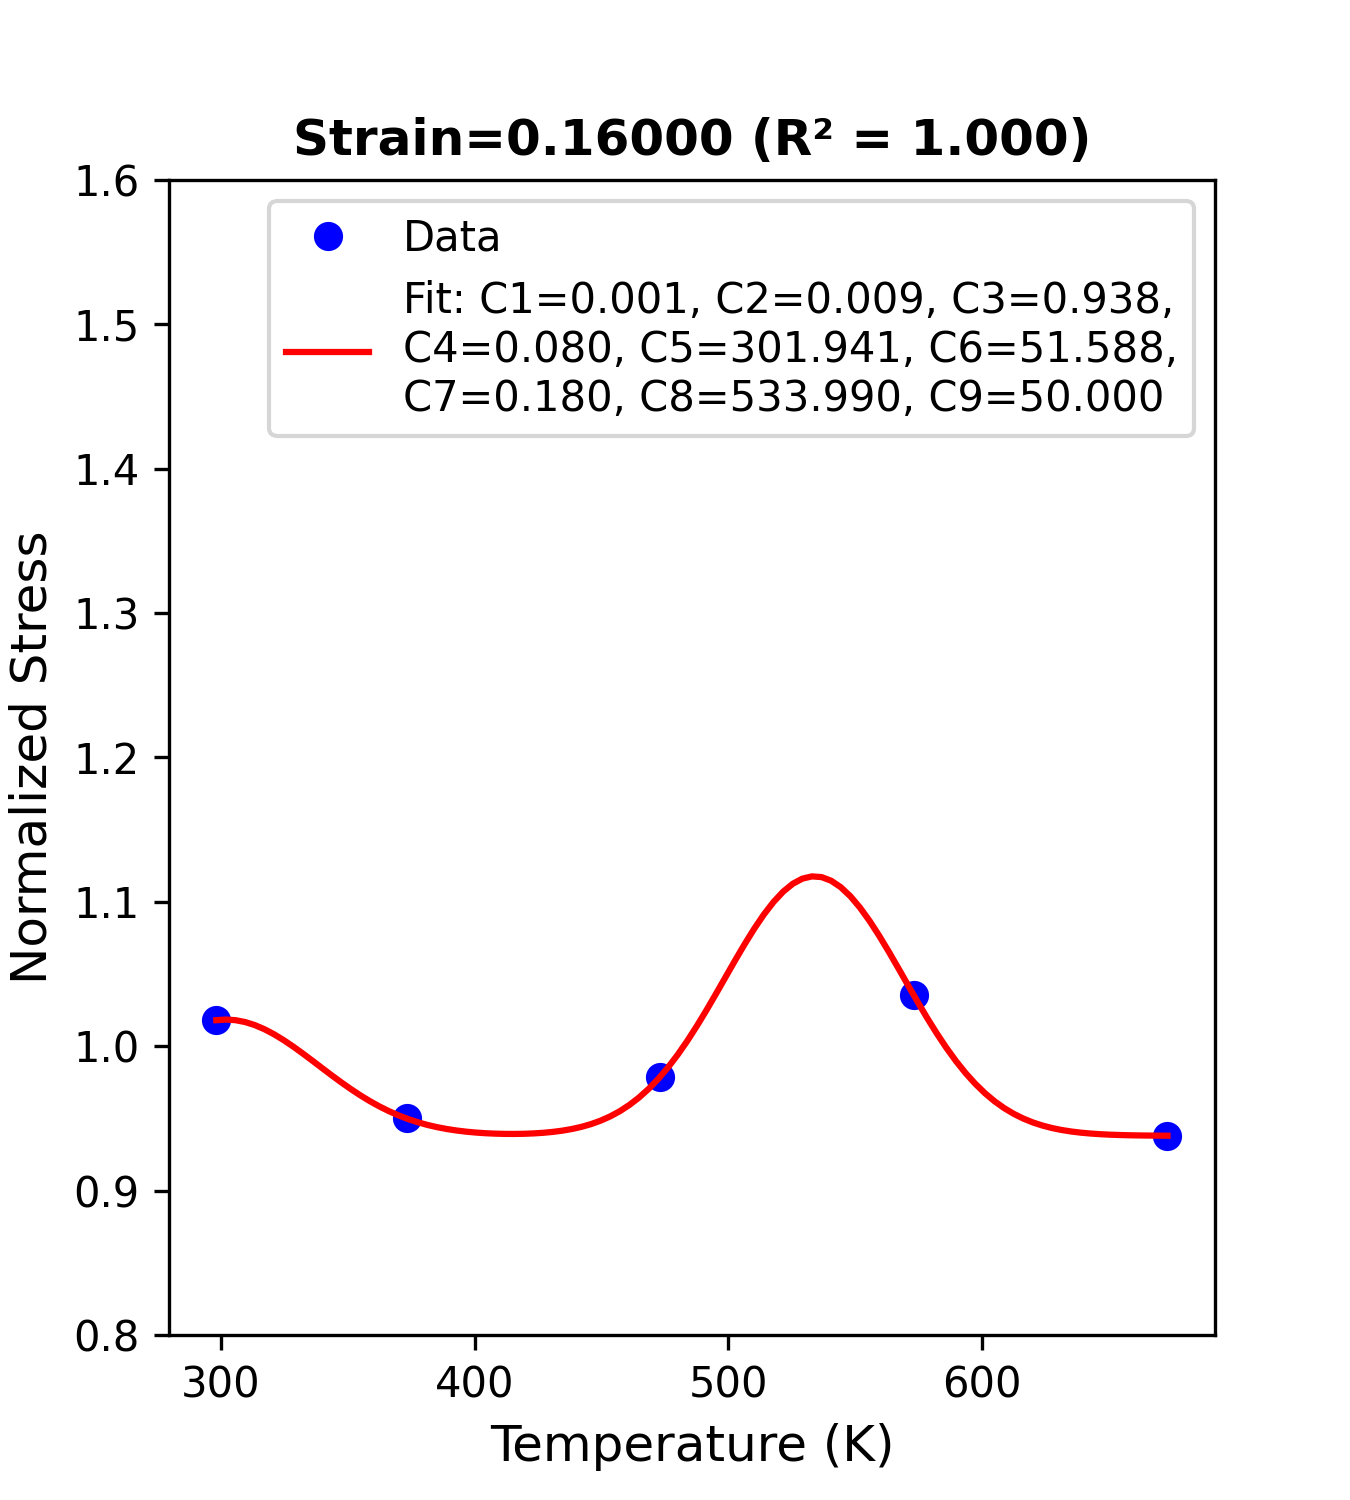 Strain=0.16000 (R² = 1.000)
1.6
1.5
1.4
1.3
1.2
1.1
1.0
0.9
0.8
Normalized Stress
Data
Fit: C1=0.001, C2=0.009, C3=0.938,
C4=0.080, C5=301.941, C6=51.588,
C7=0.180, C8=533.990, C9=50.000
300 400 500 600
Temperature (K)